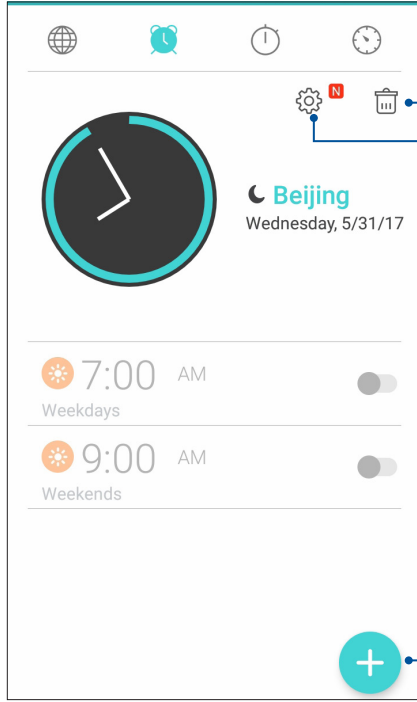 N
Beijing
Wednesday, 5/31/17
7:00 AM
Weekdays
9:00 AM
Weekends